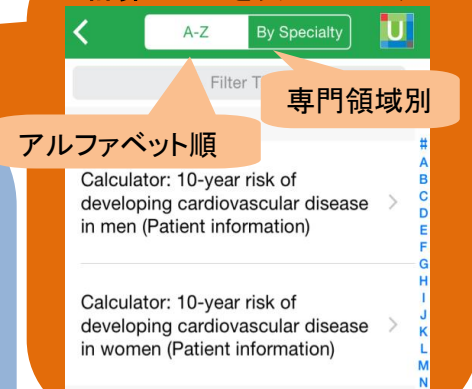 A-Z
By Specialty
U
Filter T
専門領域別
アルファベット順
Calculator: 10-year risk of
developing cardiovascular disease
in men (Patient information)
Calculator: 10-year risk of
developing cardiovascular disease
in women (Patient information)
#
A
B
C
D
E
F
G
H
I
J
K
L
M
N